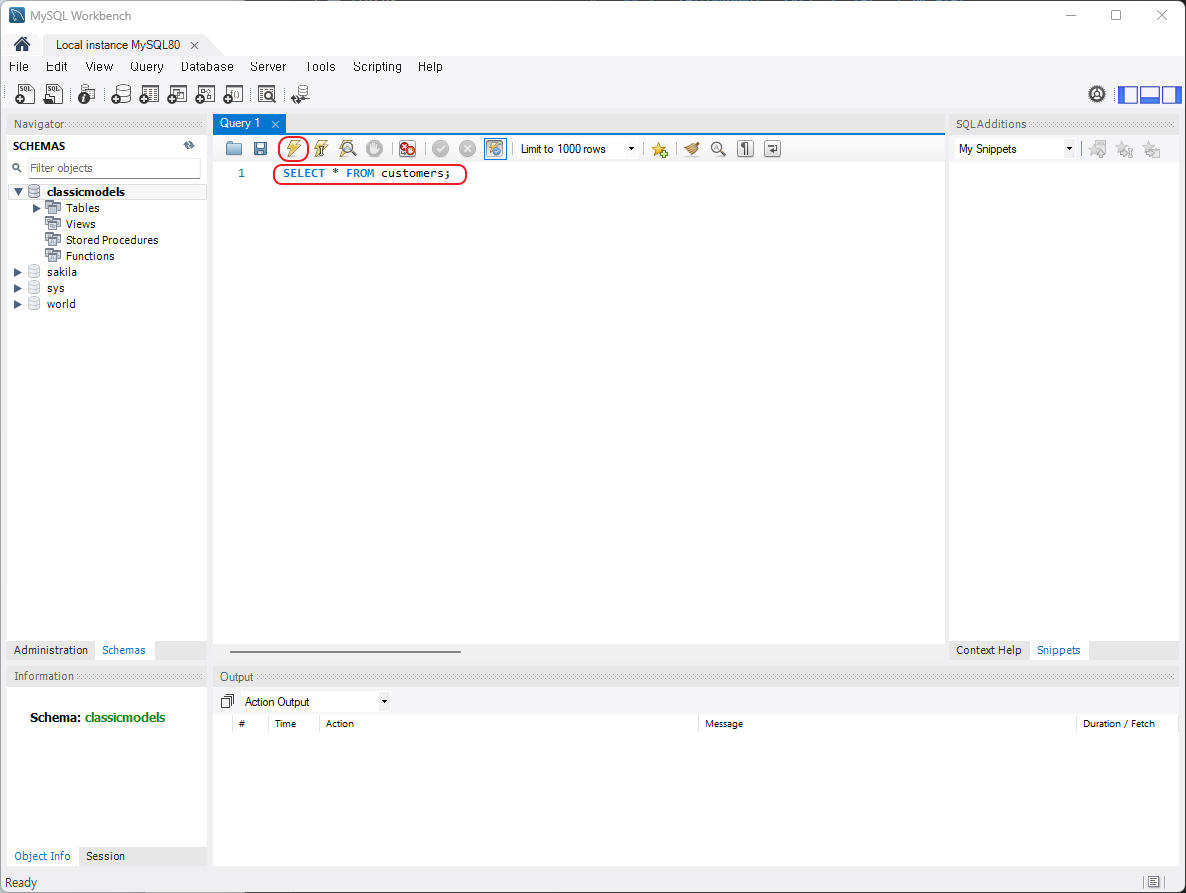 MySQL Workbench
Local instance MySQL80
File Edit View Query Database Server Tools Scripting Help
Navigator
SCHEMAS
Filter objects
classicmodels
Tables
Views
Stored Procedures
Functions
sakila
sys
world
Administration Schemas
Information
Schema: classicmodels
Object Info Session
Query 1
Limit to 1000 rows
1 SELECT * FROM customers;
SQLAdditions
My Snippets
Context Help Snippets
Output
Action Output
# Time Action Message Duration / Fetch
Ready